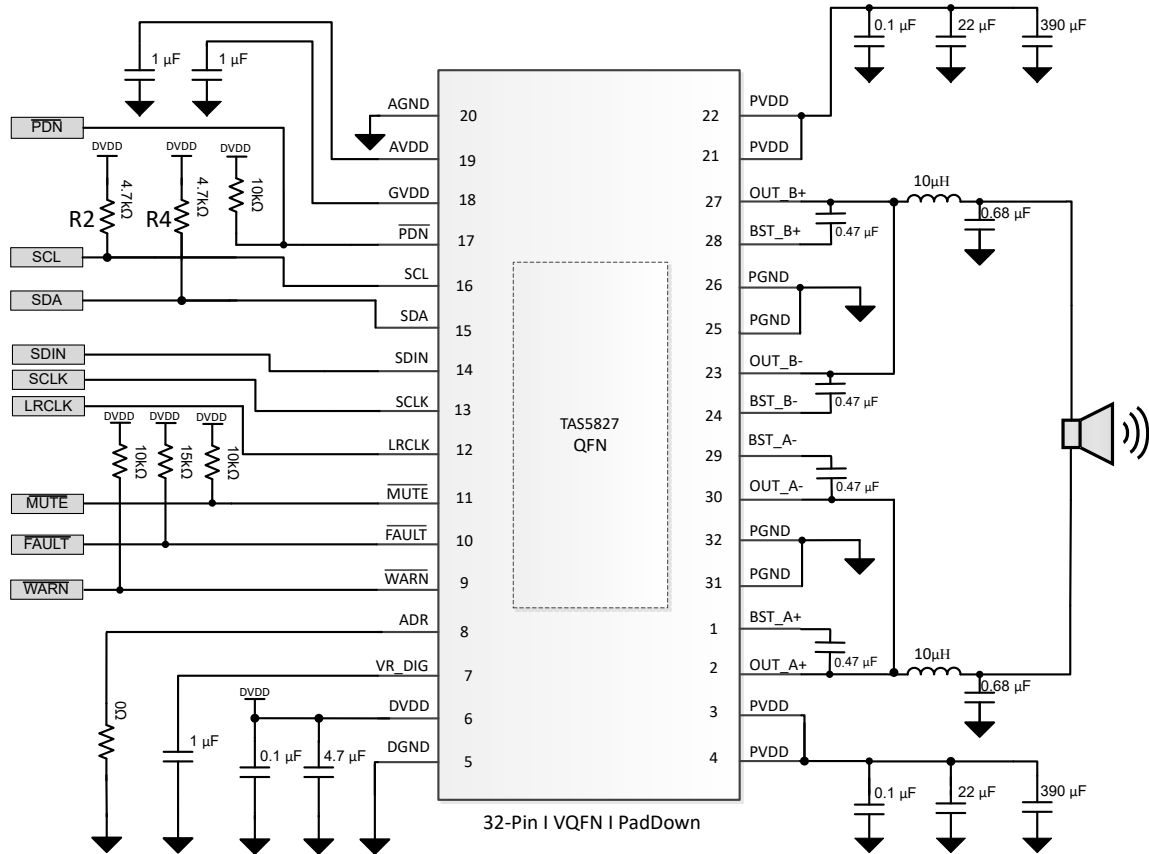 1 µF
1 µF
0.1 µF
22 µF
390 µF
PDN
DVDD
DVDD
DVDD
4.7kΩ
4.7kΩ
10kΩ
R2
R4
SCL
SDA
SDIN
SCLK
LRCLK
DVDD
DVDD
DVDD
10kΩ
15kΩ
10kΩ
MUTE
FAULT
WARN
0Ω
1 µF
DVDD
0.1 µF
4.7 µF
AGND 20
AVDD 19
GVDD 18
PDN 17
SCL 16
SDA 15
SDIN 14
SCLK 13
LRCLK 12
MUTE 11
FAULT 10
WARN 9
ADR 8
VR_DIG 7
DVDD 6
DGND 5
TAS5827
QFN
22 PVDD
21 PVDD
27 OUT_B+
28 BST_B+
26 PGND
25 PGND
23 OUT_B-
24 BST_B-
29 BST_A-
30 OUT_A-
32 PGND
31 PGND
1 BST_A+
2 OUT_A+
3 PVDD
4 PVDD
10µH
0.68 µF
0.47 µF
0.47 µF
0.47 µF
0.47 µF
10µH
0.68 µF
0.1 µF
22 µF
390 µF
32-Pin I VQFN I PadDown